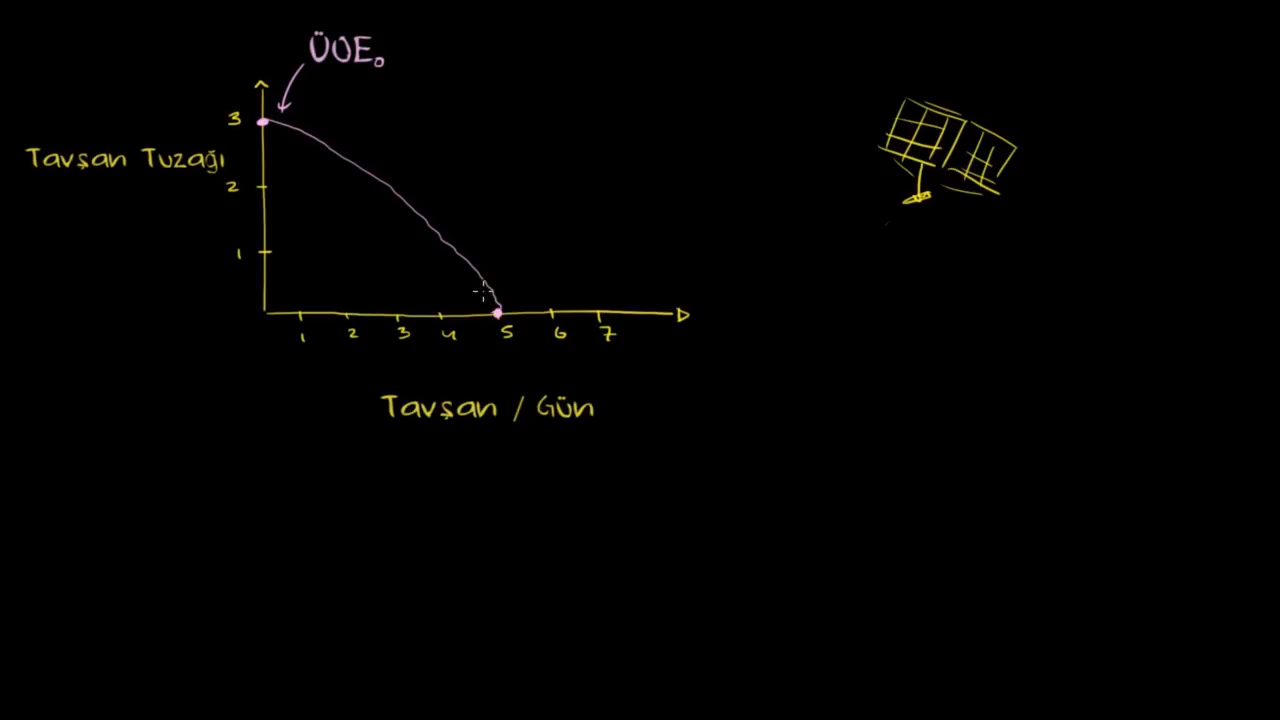 ÜOE₀
3
Tavşan Tuzağı
2
1
1 2 3 4 5 6 7
Tavşan / Gün